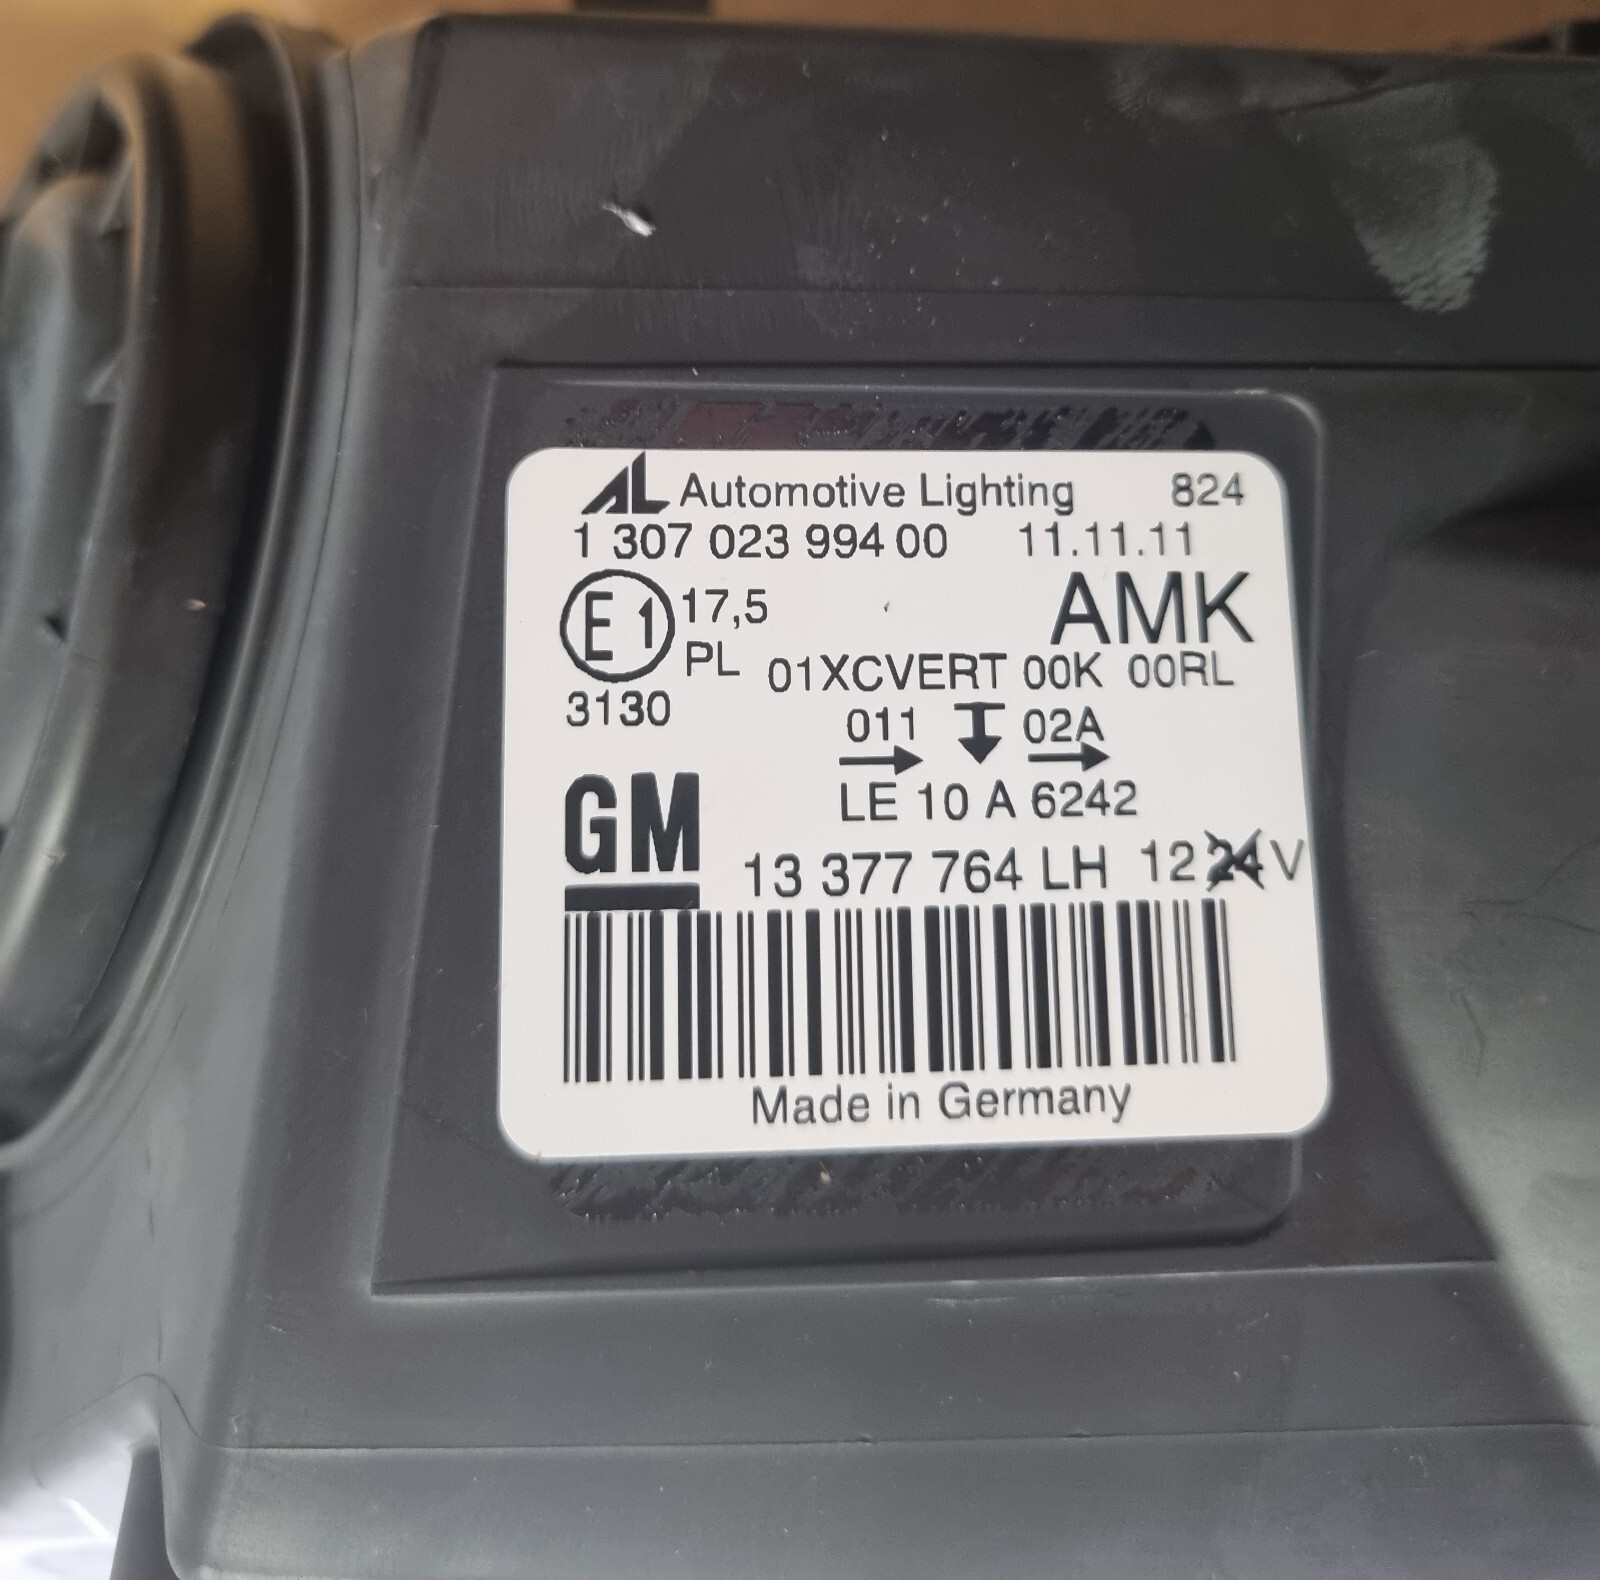 AL Automotive Lighting 824
1 307 023 994 00 11.11.11
E1 17,5 AMK
PL 01XCVERT 00K 00RL
3130 011 02A
LE 10 A 6242
GM
13 377 764 LH 12 24 V
Made in Germany